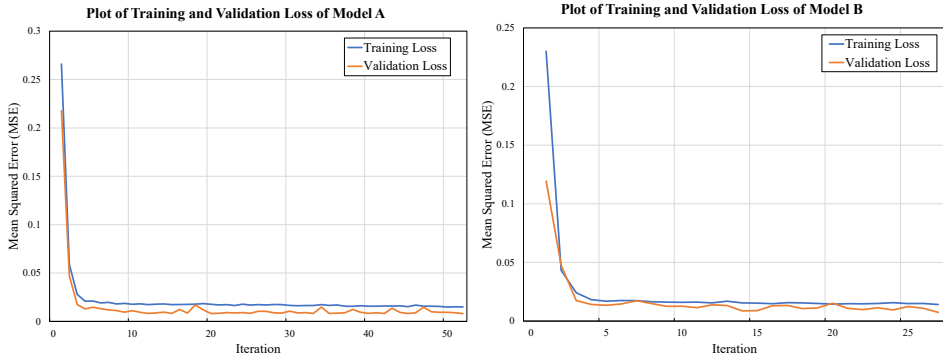 Plot of Training and Validation Loss of Model A
0.3
0.25
0.2
0.15
0.1
0.05
0
Mean Squared Error (MSE)
Training Loss
Validation Loss
0 10 20 30 40 50
Iteration
Plot of Training and Validation Loss of Model B
0.25
0.2
0.15
0.1
0.05
0
Mean Squared Error (MSE)
Training Loss
Validation Loss
0 5 10 15 20 25
Iteration